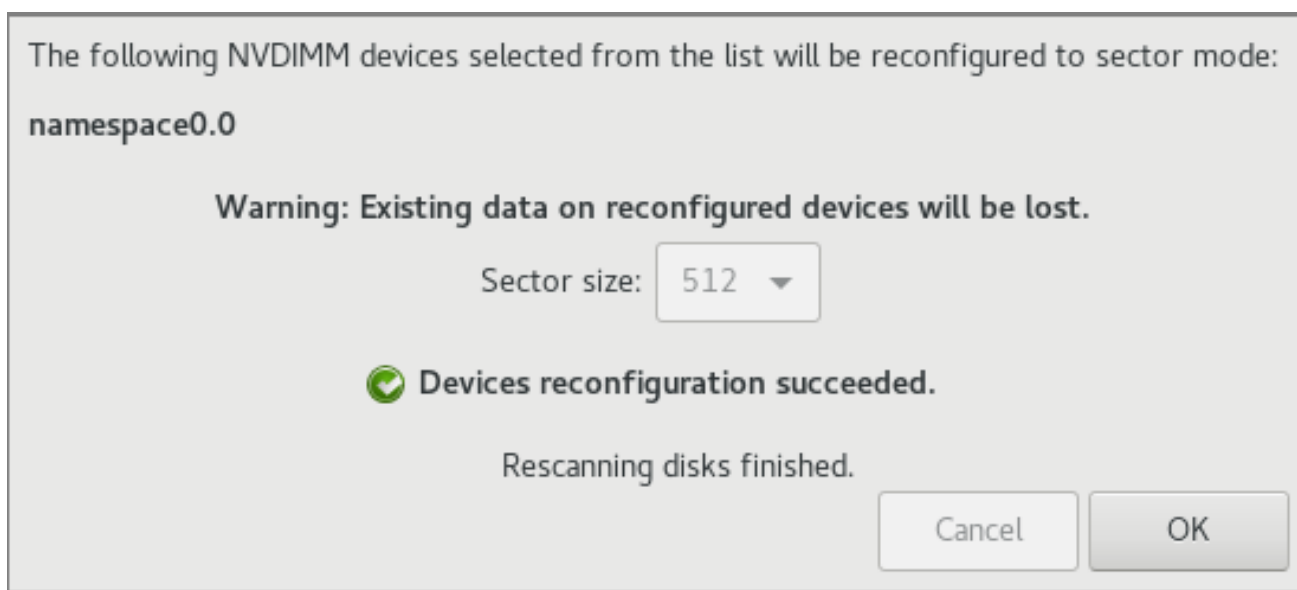 The following NVDIMM devices selected from the list will be reconfigured to sector mode:
namespace0.0
Warning: Existing data on reconfigured devices will be lost.
Sector size: 512
Devices reconfiguration succeeded.
Rescanning disks finished.
Cancel OK